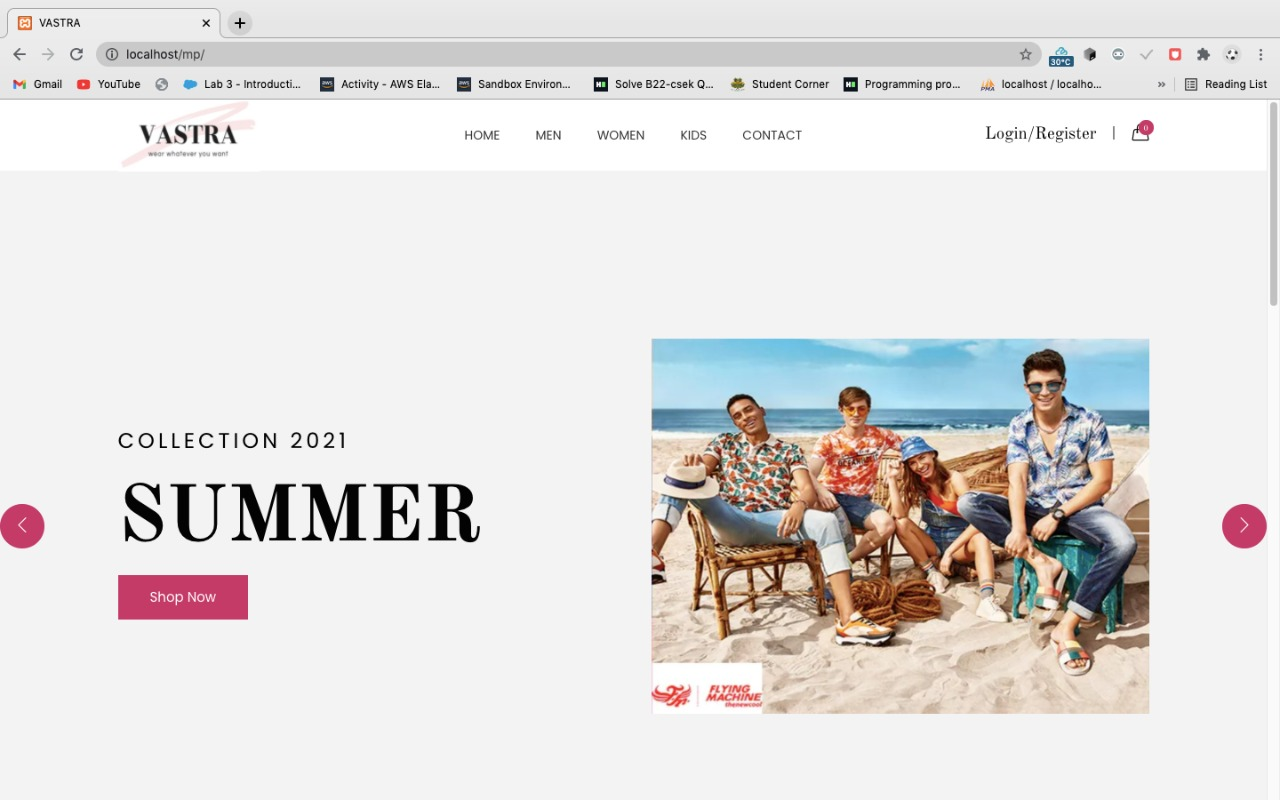 VASTRA
localhost/mp/
30°C
Gmail
YouTube
Lab 3 - Introducti...
Activity - AWS Ela...
Sandbox Environ...
Solve B22-csek Q...
Student Corner
Programming pro...
localhost / localho...
»
Reading List
VASTRA
wear whatever you want
HOME
MEN
WOMEN
KIDS
CONTACT
Login/Register
|
0
COLLECTION 2021
SUMMER
Shop Now
FLYING
MACHINE
thenewcool